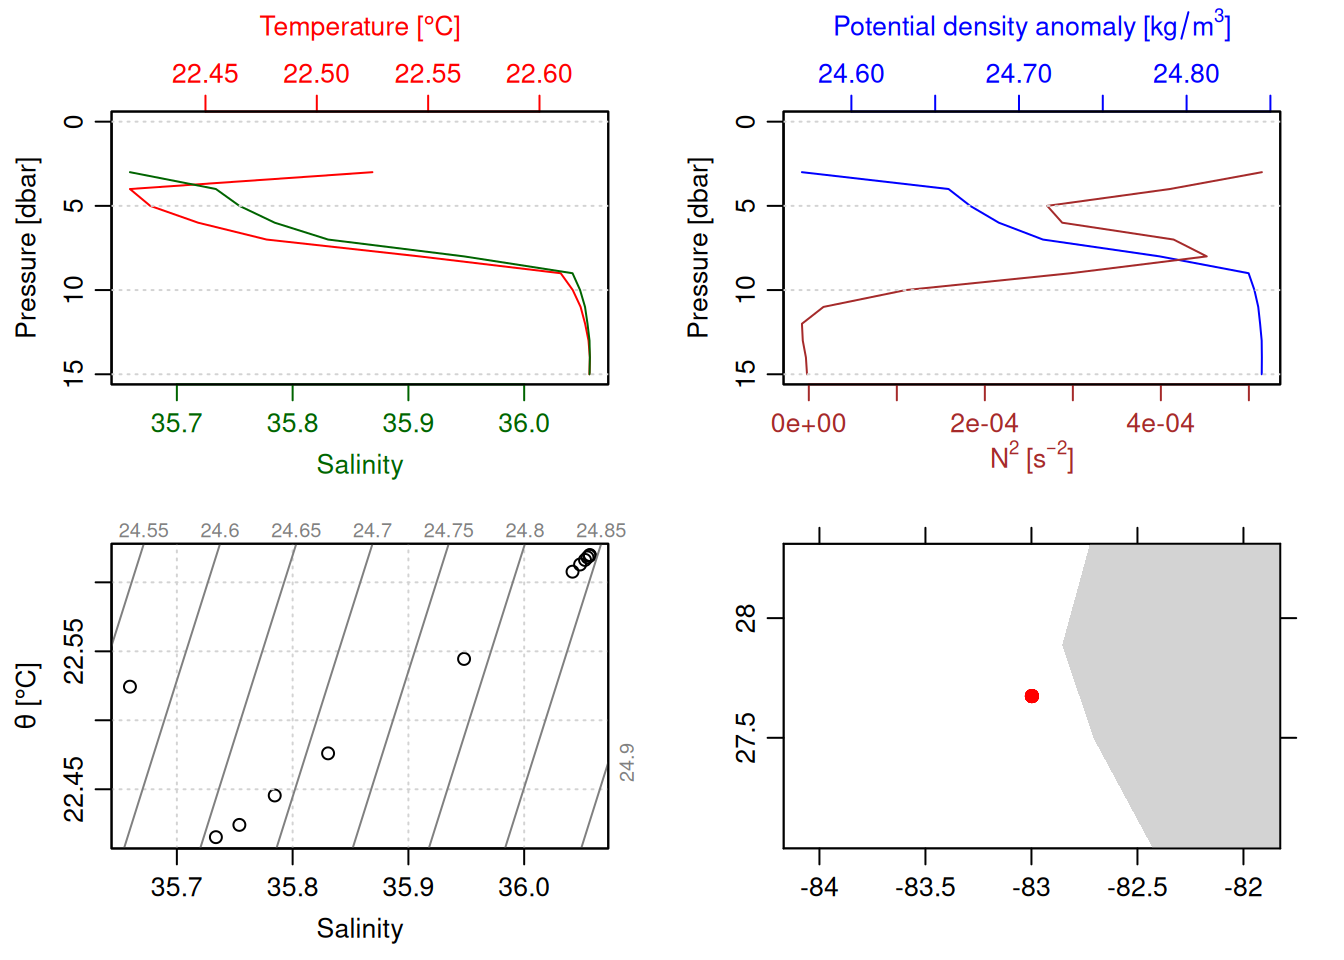 Temperature [°C]
22.45 22.50 22.55 22.60
0
5
10
15
Pressure [dbar]
35.7 35.8 35.9 36.0
Salinity
Potential density anomaly [kg/m³]
24.60 24.70 24.80
0
5
10
15
Pressure [dbar]
0e+00 2e-04 4e-04
N² [s⁻²]
24.55 24.6 24.65 24.7 24.75 24.8 24.85
24.9
22.55
22.45
θ [°C]
35.7 35.8 35.9 36.0
Salinity
28
27.5
-84 -83.5 -83 -82.5 -82